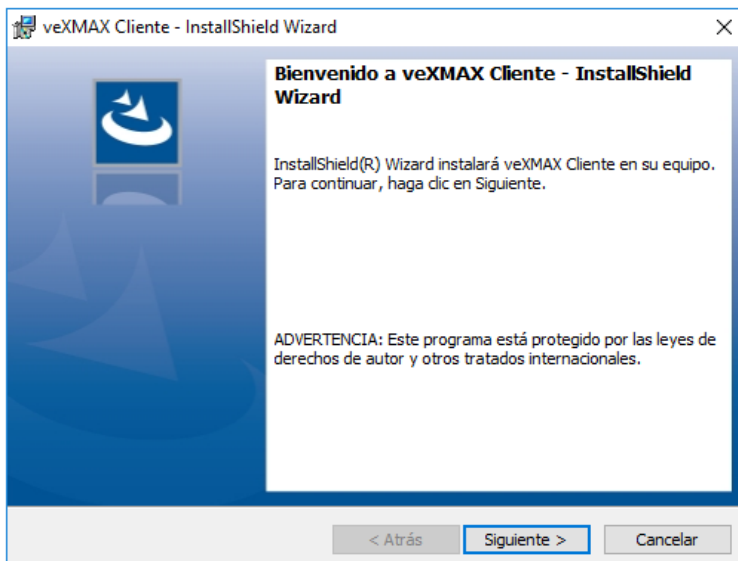 veXMAX Cliente - InstallShield Wizard
Bienvenido a veXMAX Cliente - InstallShield
Wizard
InstallShield(R) Wizard instalará veXMAX Cliente en su equipo.
Para continuar, haga clic en Siguiente.
ADVERTENCIA: Este programa está protegido por las leyes de
derechos de autor y otros tratados internacionales.
< Atrás
Siguiente >
Cancelar